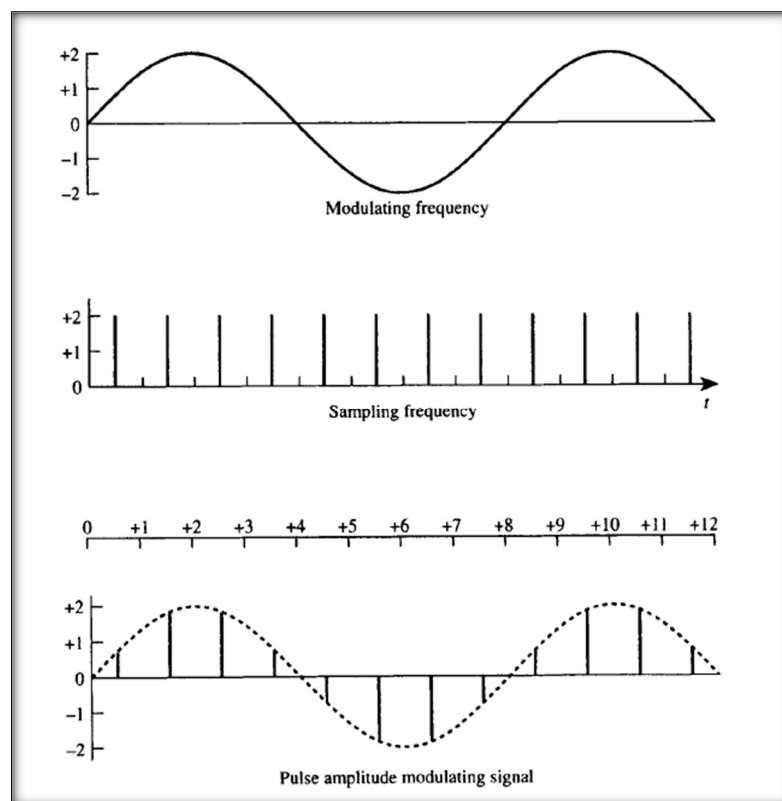 +2
+1
0
−1
−2
Modulating frequency
+2
+1
0
t
Sampling frequency
0 +1 +2 +3 +4 +5 +6 +7 +8 +9 +10 +11 +12
+2
+1
0
−1
−2
Pulse amplitude modulating signal